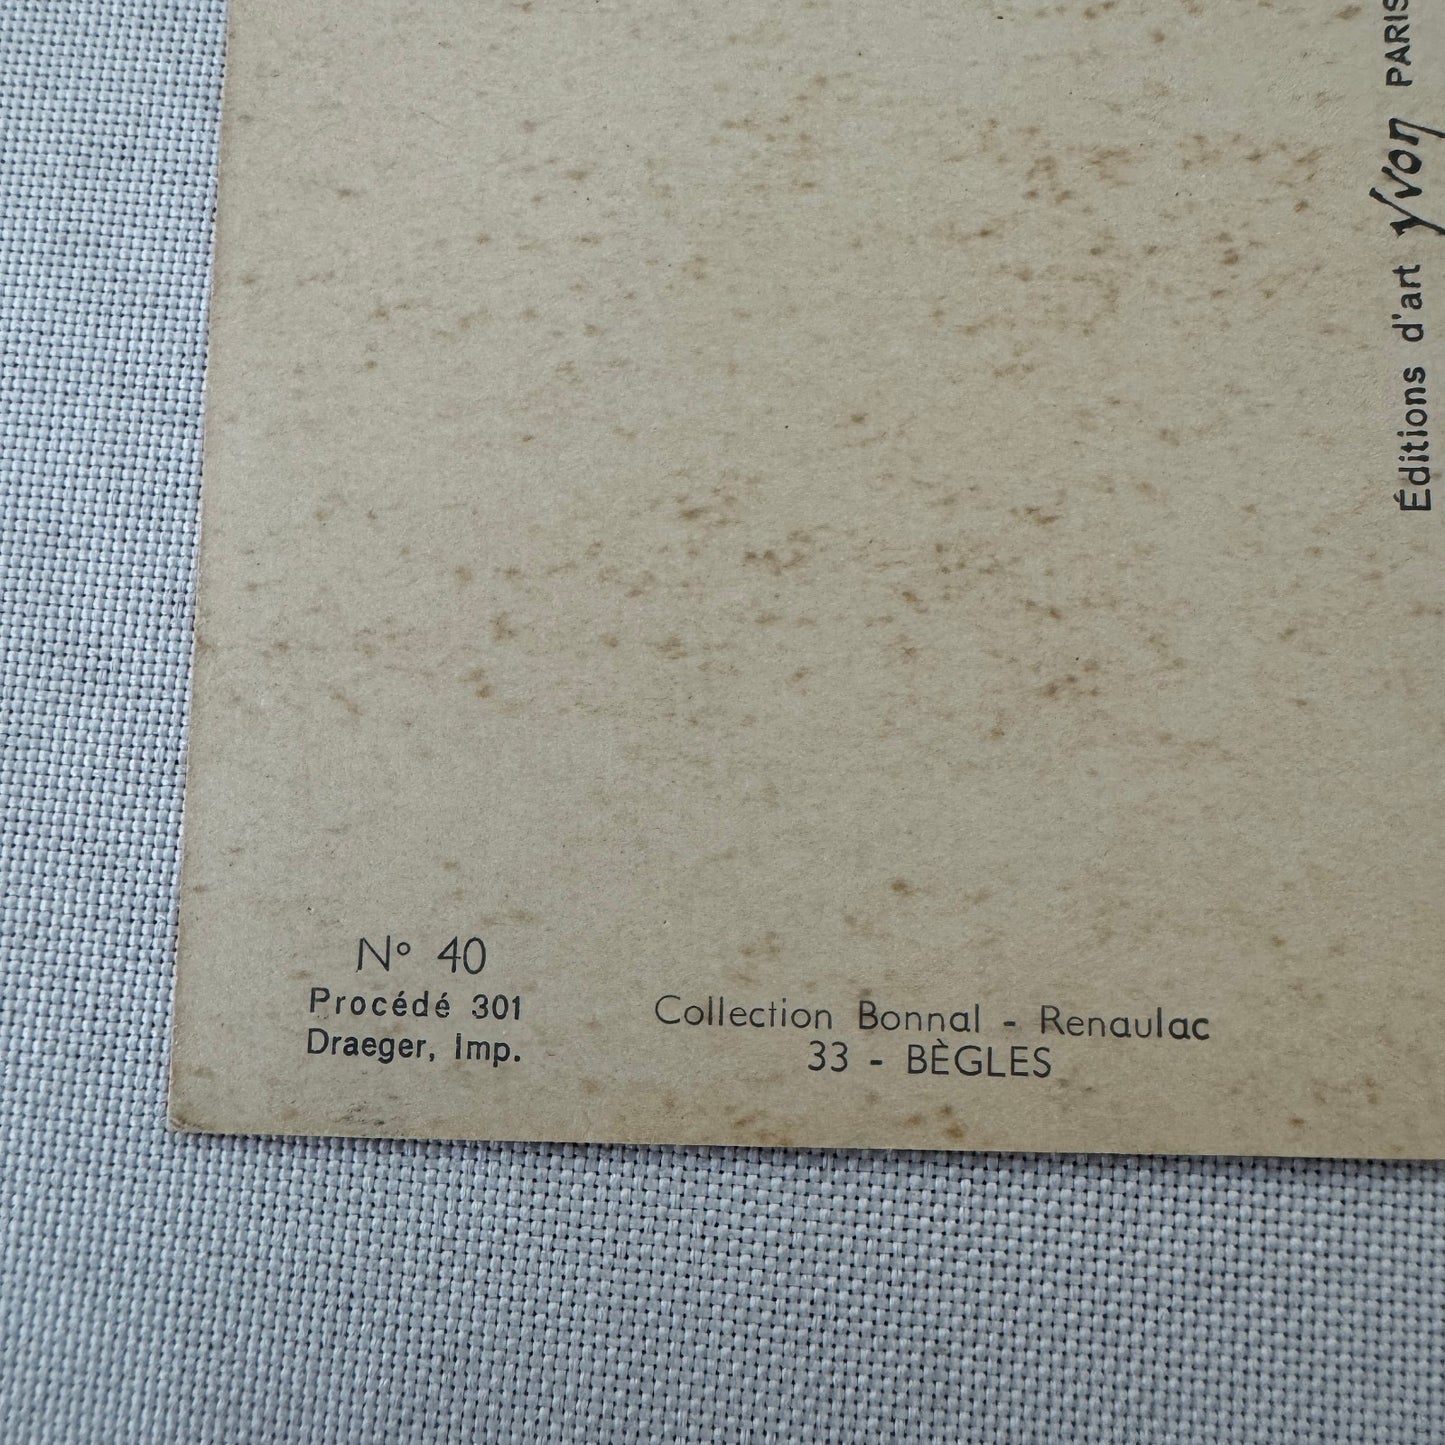 Éditions d'art Yvon PARIS
N° 40
Procédé 301
Draeger, Imp.
Collection Bonnal - Renaulac
33 - BÈGLES